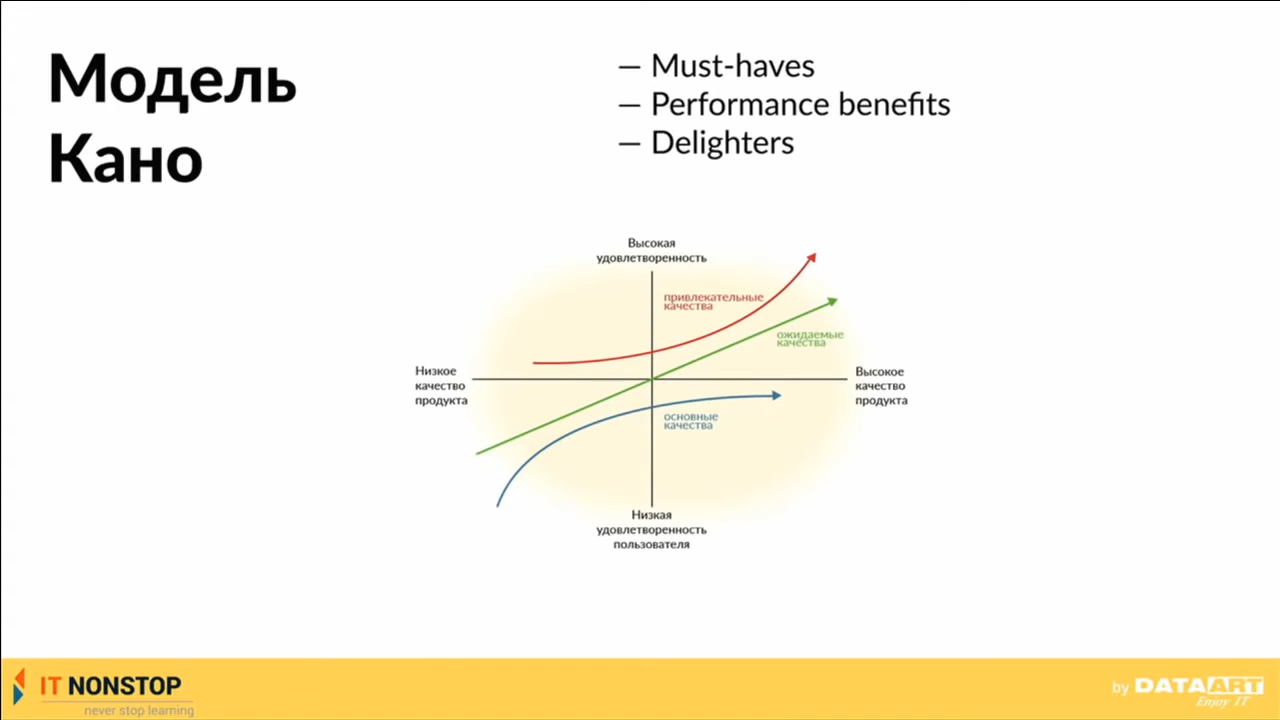 Модель
Кано
— Must-haves
— Performance benefits
— Delighters
Высокая
удовлетворенность
привлекательные
качества
ожидаемые
качества
Низкое
качество
продукта
Высокое
качество
продукта
основные
качества
Низкая
удовлетворенность
пользователя
IT NONSTOP
never stop learning
by DATAART
Enjoy IT